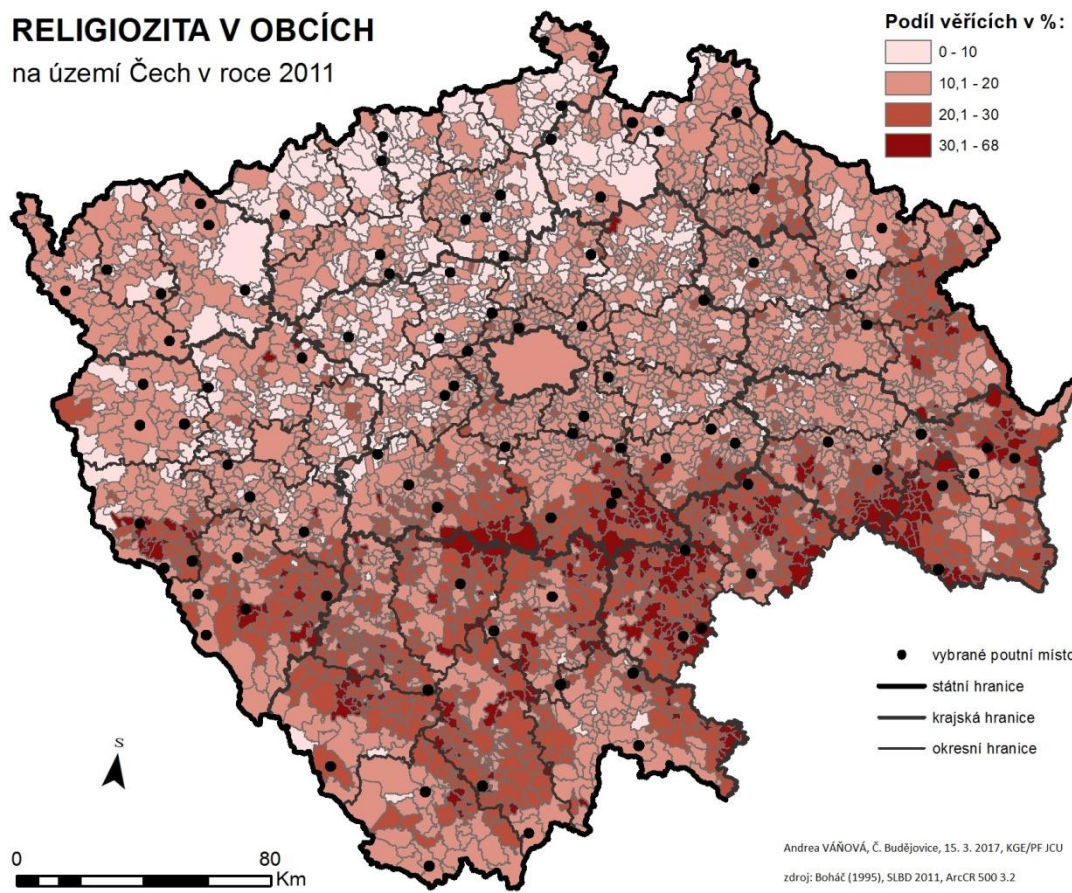 RELIGIOZITA V OBCÍCH
na území Čech v roce 2011
Podíl věřících v %:
0 - 10
10,1 - 20
20,1 - 30
30,1 - 68
vybrané poutní místo
státní hranice
krajská hranice
okresní hranice
S
0 80
Km
Andrea VÁŇOVÁ, Č. Budějovice, 15. 3. 2017, KGE/PF JCU
zdroj: Boháč (1995), SLBD 2011, ArcCR 500 3.2